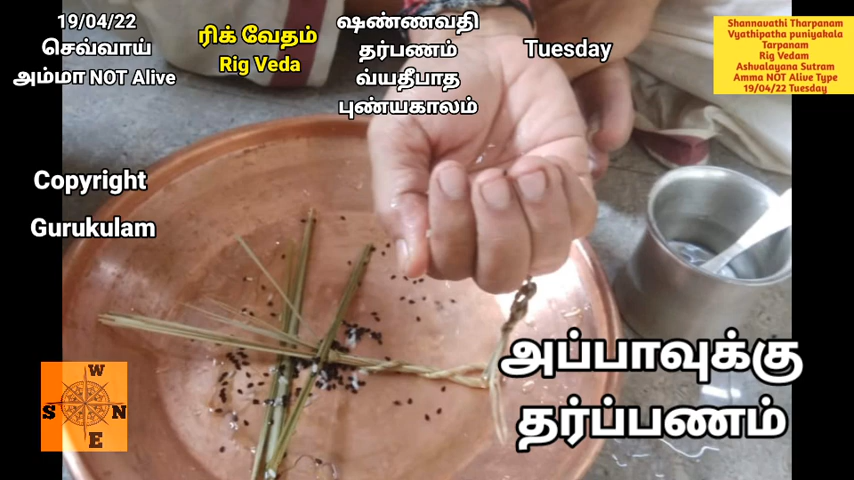 19/04/22
செவ்வாய்
அம்மா NOT Alive
ரிக் வேதம்
Rig Veda
ஷண்ணவதி
தர்பணம்
வ்யதீபாத
புண்யகாலம்
Tuesday
Shannavathi Tharpanam
Vyathipatha puniyakala
Tarpanam
Rig Vedam
Ashvalayana Sutram
Amma NOT Alive Type
19/04/22 Tuesday
Copyright
Gurukulam
W
S N
E
அப்பாவுக்கு
தர்ப்பணம்